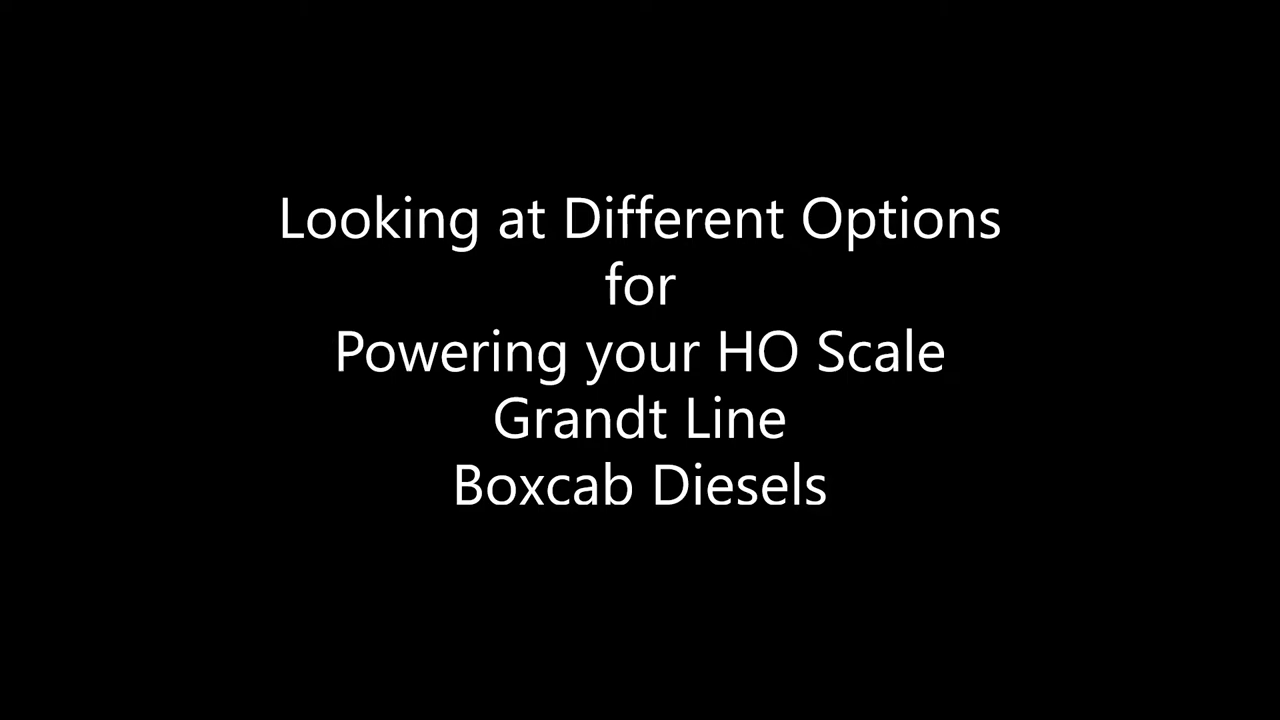 Looking at Different Options
for
Powering your HO Scale
Grandt Line
Boxcab Diesels